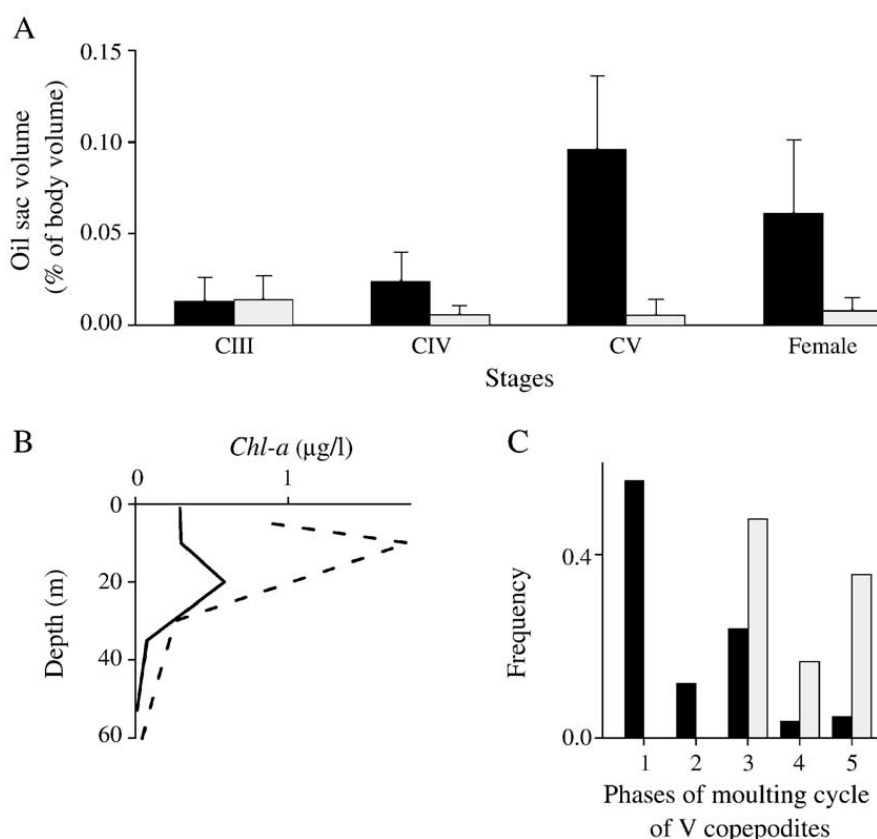 A
Oil sac volume
(% of body volume)
0.15
0.10
0.05
0.00
CIII CIV CV Female
Stages
B
Chl-a (µg/l)
0 1
Depth (m)
0
20
40
60
C
Frequency
0.4
0.0
1 2 3 4 5
Phases of moulting cycle
of V copepodites